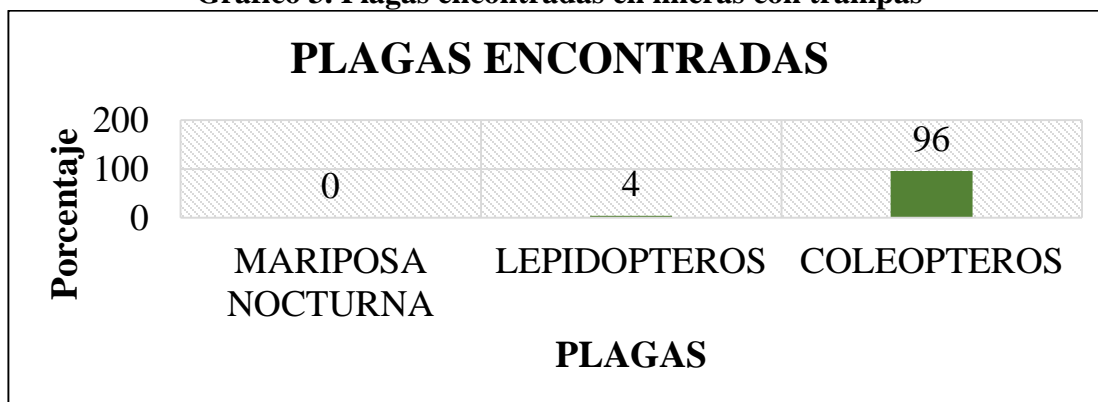 Gráfico 3. Plagas encontradas en micras con trampas
PLAGAS ENCONTRADAS
Porcentaje
200
100
0
0
4
96
MARIPOSA
NOCTURNA
LEPIDOPTEROS
COLEOPTEROS
PLAGAS